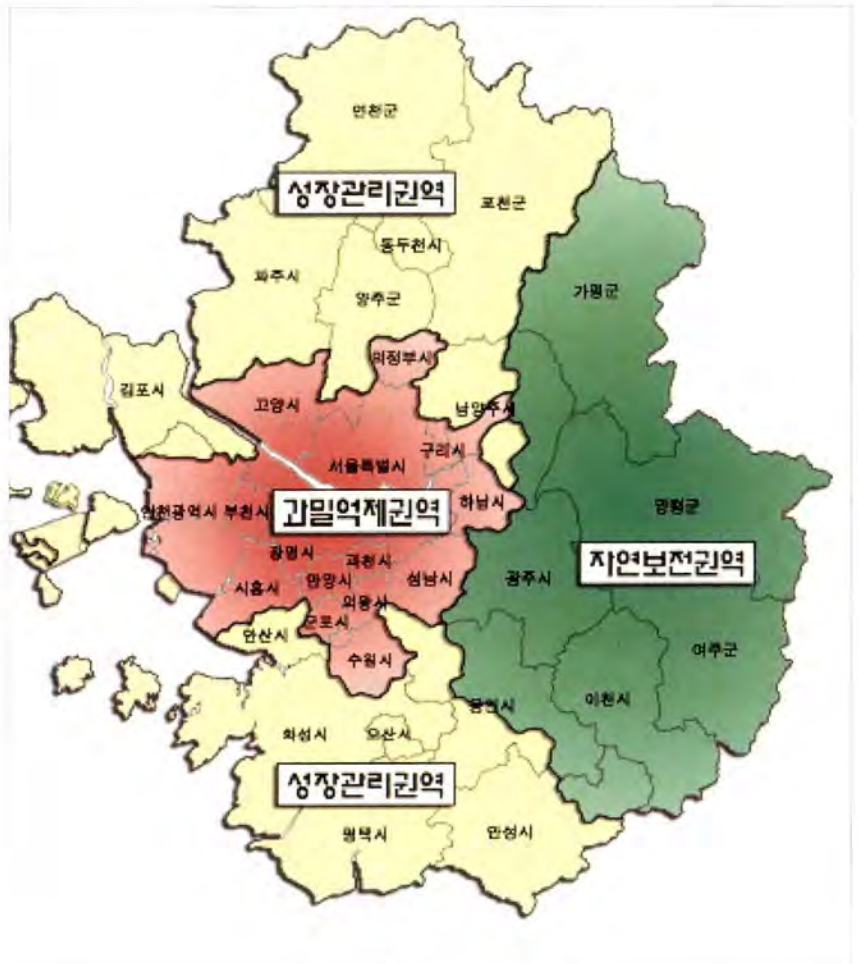 연천군
성장관리권역
포천군
동두천시
파주시
가평군
양주군
의정부시
김포시
고양시
남양주시
구리시
서울특별시
인천광역시
부천시
과밀억제권역
하남시
양평군
광명시
과천시
자연보전권역
시흥시
안양시
성남시
광주시
의왕시
군포시
안산시
수원시
여주군
용인시
이천시
화성시
오산시
성장관리권역
평택시
안성시